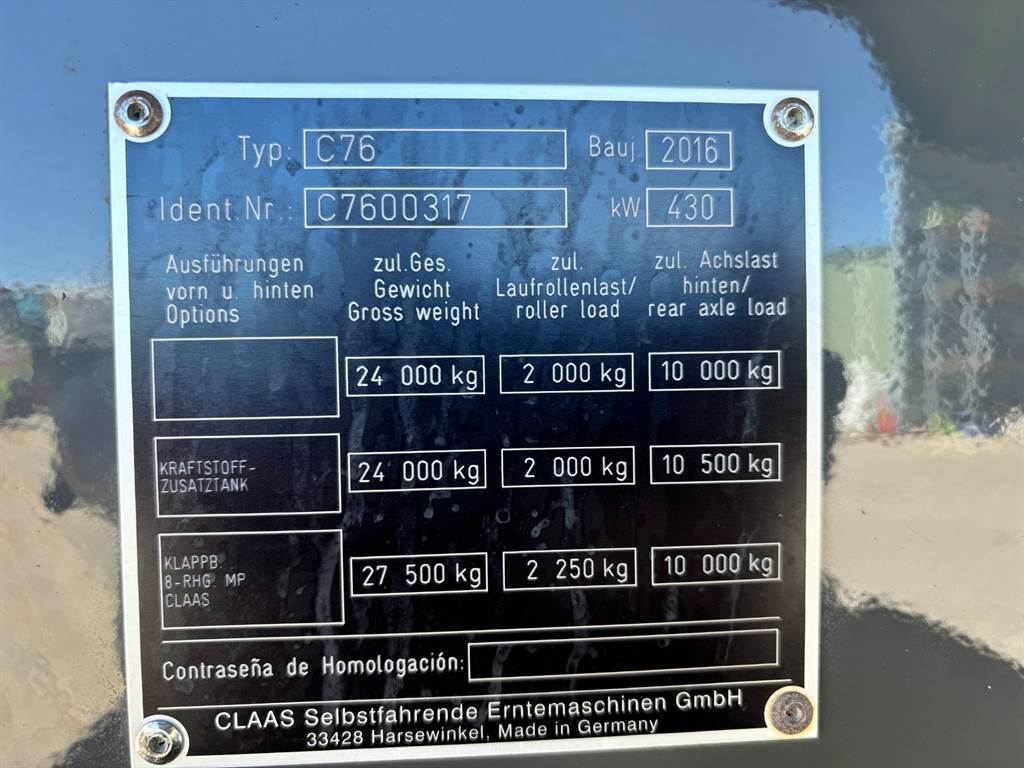 Typ: C76 Bauj. 2016
Ident.Nr.: C7600317 kW 430
Ausführungen vorn u. hinten Options
zul.Ges. Gewicht Gross weight
zul. Laufrollenlast/ roller load
zul. Achslast hinten/ rear axle load
24 000 kg 2 000 kg 10 000 kg
KRAFTSTOFF-
ZUSATZTANK
24 000 kg 2 000 kg 10 500 kg
KLAPPB.
8-RHG. MP
CLAAS
27 500 kg 2 250 kg 10 000 kg
Contraseña de Homologación:
CLAAS Selbstfahrende Erntemaschinen GmbH
33428 Harsewinkel, Made in Germany